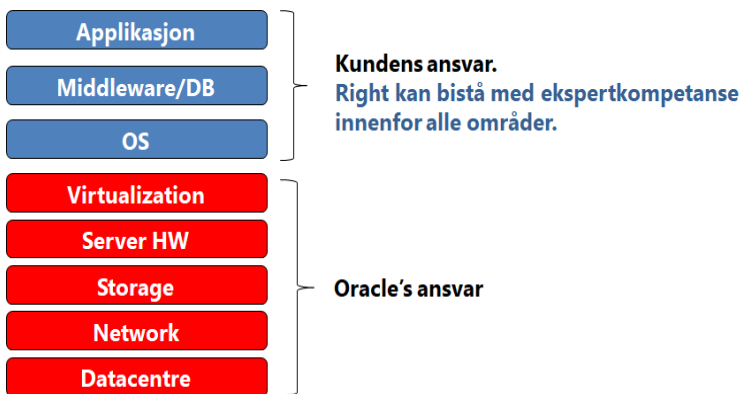 Applikasjon
Middleware/DB
OS
Kundens ansvar.
Right kan bistå med ekspertkompetanse
innenfor alle områder.
Virtualization
Server HW
Storage
Network
Datacentre
Oracle's ansvar